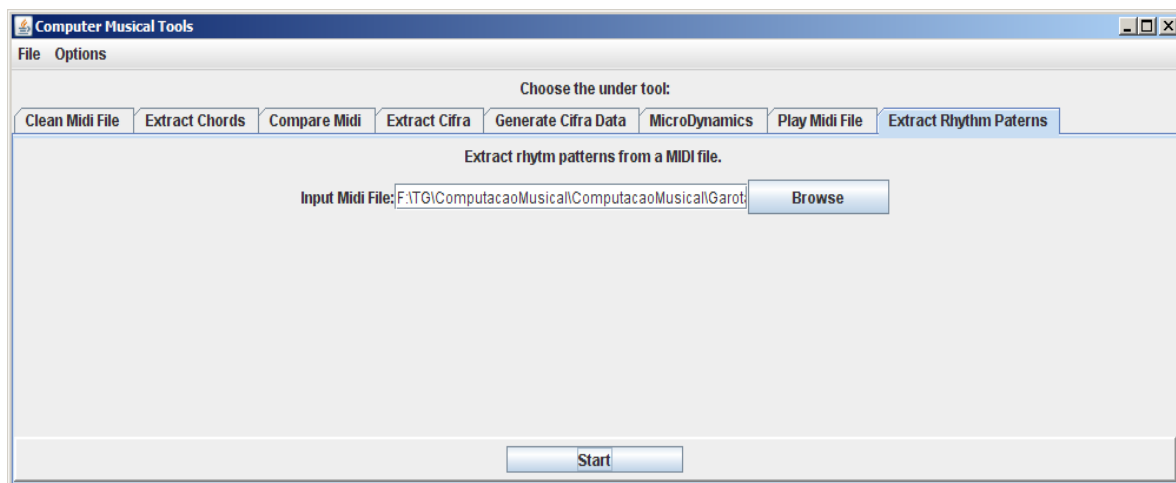 Computer Musical Tools
File Options
Choose the under tool:
Clean Midi File Extract Chords Compare Midi Extract Cifra Generate Cifra Data MicroDynamics Play Midi File Extract Rhythm Paterns
Extract rhytm patterns from a MIDI file.
Input Midi File: F:\TG\ComputacaoMusical\ComputacaoMusical\Garota Browse
Start